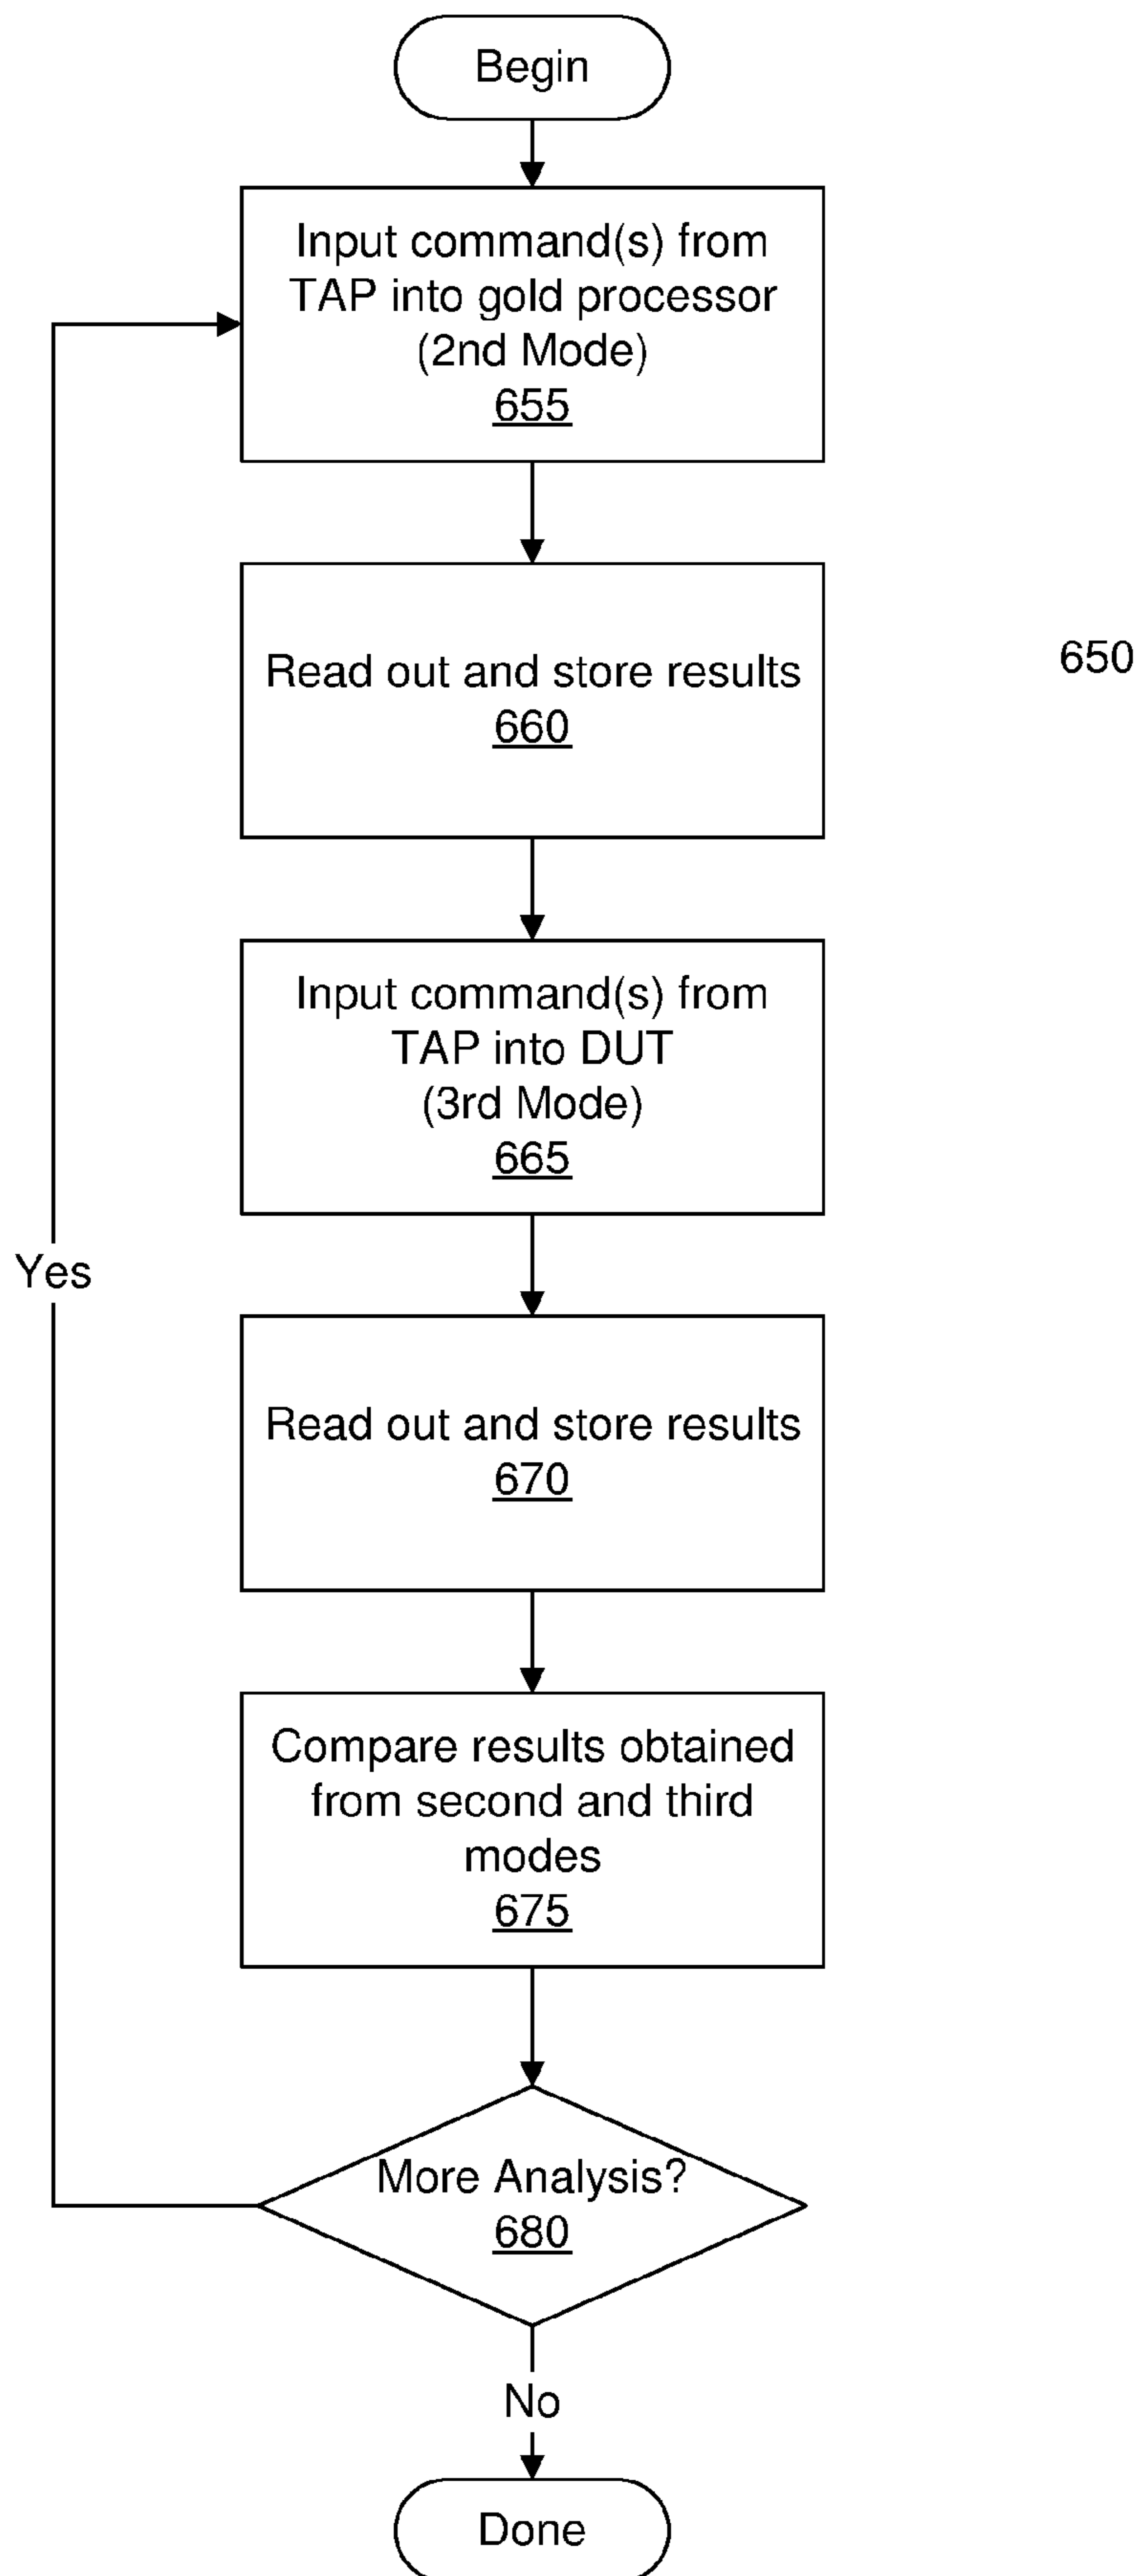 Begin
Input command(s) from
TAP into gold processor
(2nd Mode)
655
Read out and store results
660
650
Input command(s) from
TAP into DUT
(3rd Mode)
665
Yes
Read out and store results
670
Compare results obtained
from second and third
modes
675
More Analysis?
680
No
Done